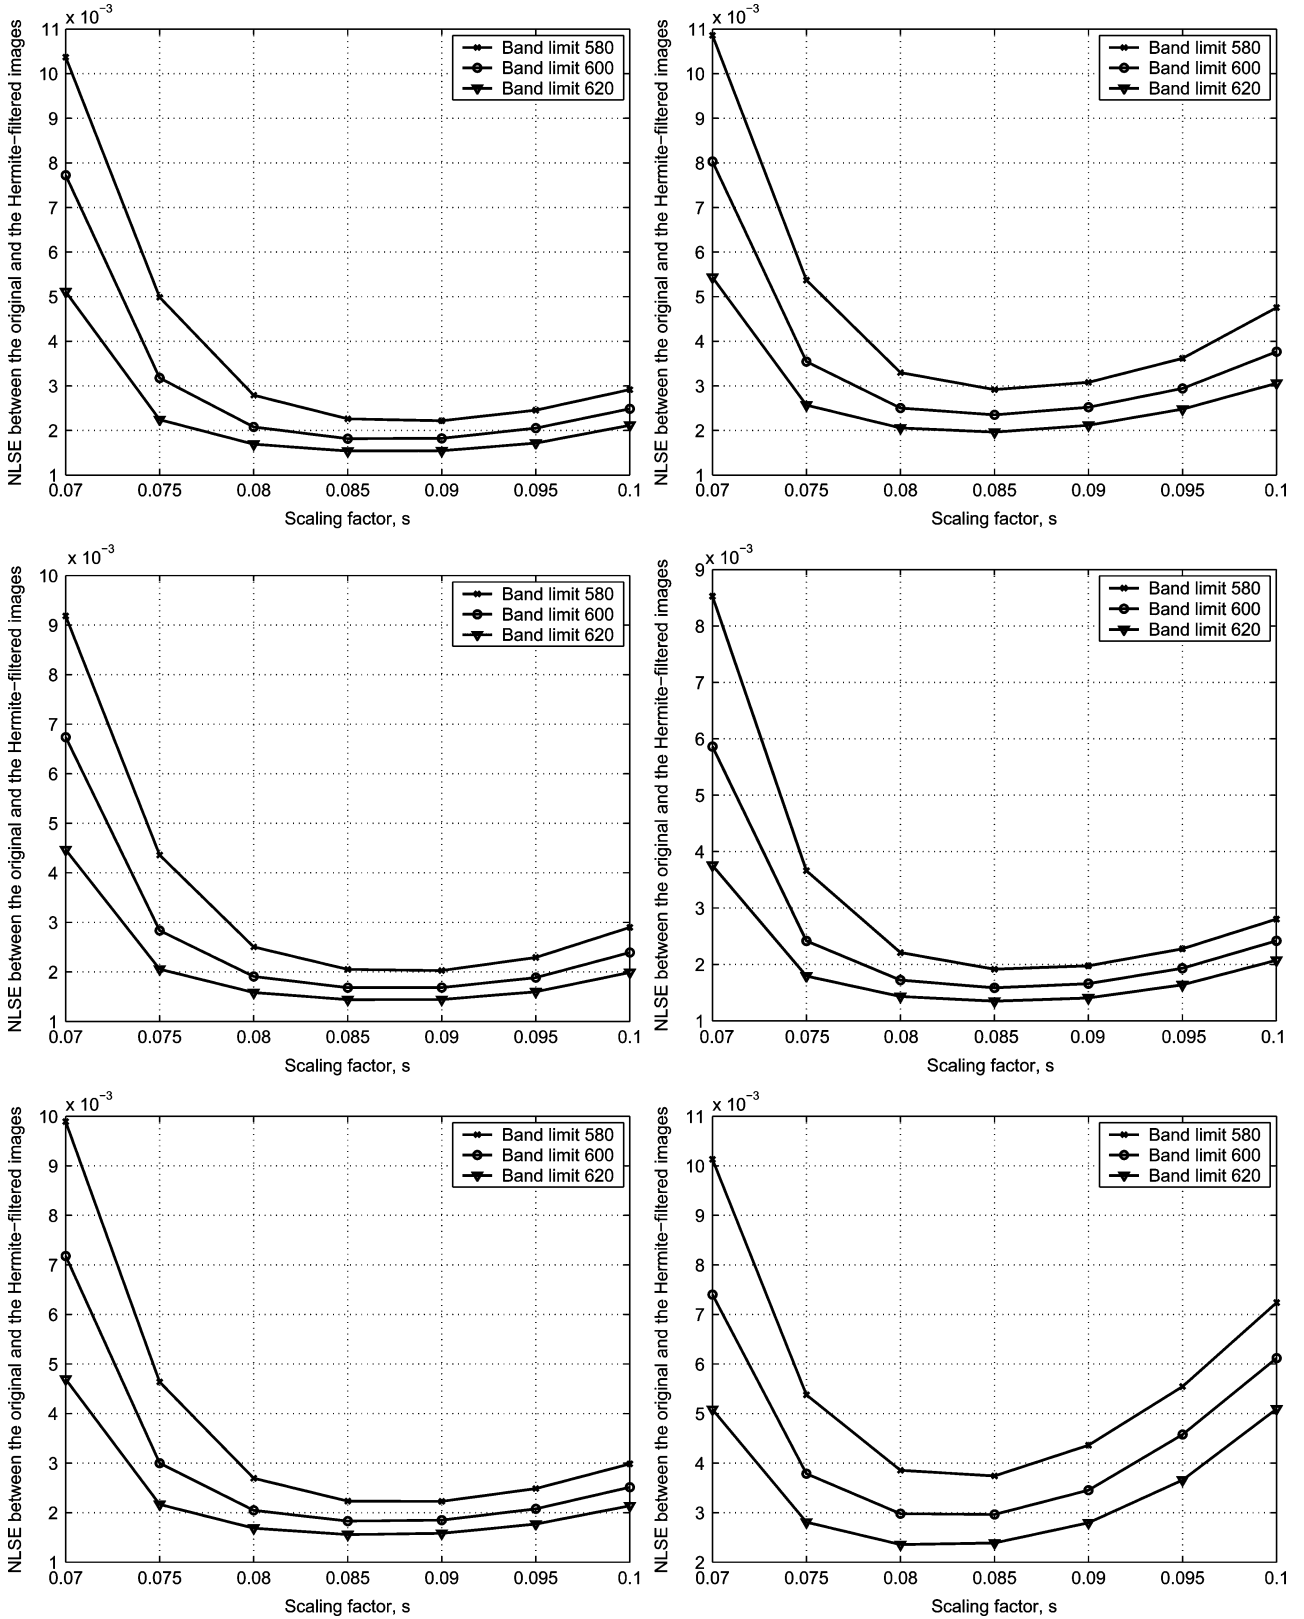 x 10⁻³
NLSE between the original and the Hermite−filtered images
11
10
9
8
7
6
5
4
3
2
1
Band limit 580
Band limit 600
Band limit 620
0.07 0.075 0.08 0.085 0.09 0.095 0.1
Scaling factor, s
x 10⁻³
NLSE between the original and the Hermite−filtered images
11
10
9
8
7
6
5
4
3
2
1
Band limit 580
Band limit 600
Band limit 620
0.07 0.075 0.08 0.085 0.09 0.095 0.1
Scaling factor, s
x 10⁻³
NLSE between the original and the Hermite−filtered images
10
9
8
7
6
5
4
3
2
1
Band limit 580
Band limit 600
Band limit 620
0.07 0.075 0.08 0.085 0.09 0.095 0.1
Scaling factor, s
x 10⁻³
NLSE between the original and the Hermite−filtered images
9
8
7
6
5
4
3
2
1
Band limit 580
Band limit 600
Band limit 620
0.07 0.075 0.08 0.085 0.09 0.095 0.1
Scaling factor, s
x 10⁻³
NLSE between the original and the Hermite−filtered images
10
9
8
7
6
5
4
3
2
1
Band limit 580
Band limit 600
Band limit 620
0.07 0.075 0.08 0.085 0.09 0.095 0.1
Scaling factor, s
x 10⁻³
NLSE between the original and the Hermite−filtered images
11
10
9
8
7
6
5
4
3
2
Band limit 580
Band limit 600
Band limit 620
0.07 0.075 0.08 0.085 0.09 0.095 0.1
Scaling factor, s